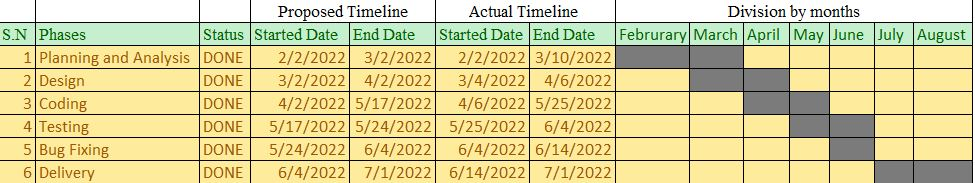 Proposed Timeline Actual Timeline Division by months
S.N Phases Status Started Date End Date Started Date End Date Februrary March April May June July August
1 Planning and Analysis DONE 2/2/2022 3/2/2022 2/2/2022 3/10/2022
2 Design DONE 3/2/2022 4/2/2022 3/4/2022 4/6/2022
3 Coding DONE 4/2/2022 5/17/2022 4/6/2022 5/25/2022
4 Testing DONE 5/17/2022 5/24/2022 5/25/2022 6/4/2022
5 Bug Fixing DONE 5/24/2022 6/4/2022 6/4/2022 6/14/2022
6 Delivery DONE 6/4/2022 7/1/2022 6/14/2022 7/1/2022